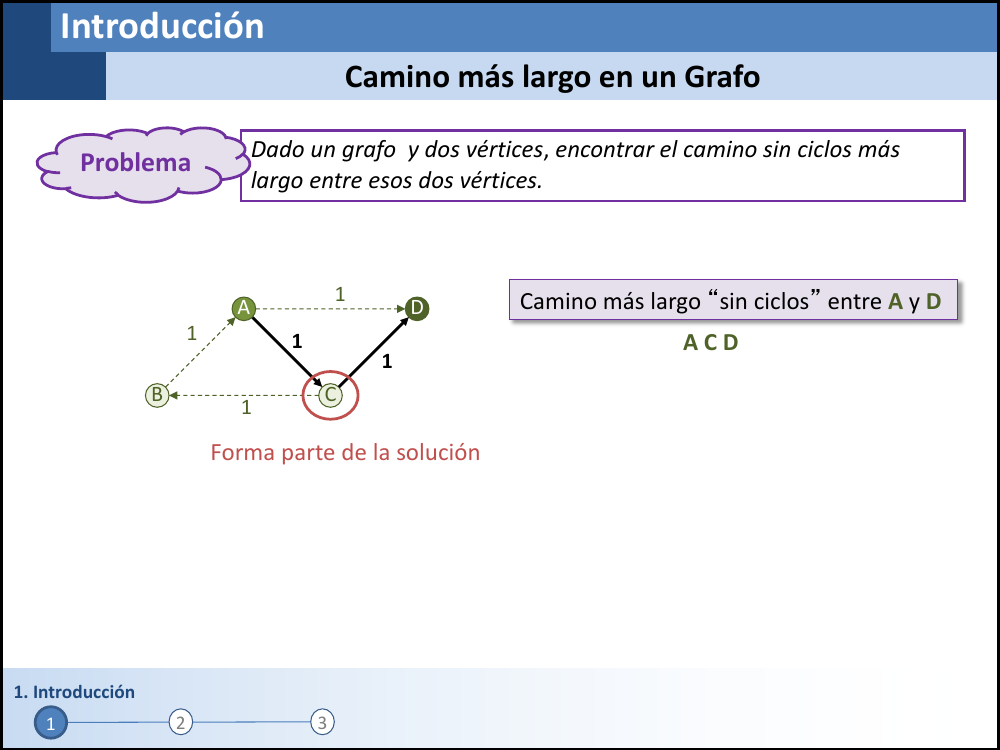 Introducción
Camino más largo en un Grafo
Problema
Dado un grafo y dos vértices, encontrar el camino sin ciclos más
largo entre esos dos vértices.
Camino más largo “sin ciclos” entre A y D
A C D
1
A
D
1
1
1
B
C
1
Forma parte de la solución
1. Introducción
1
2
3